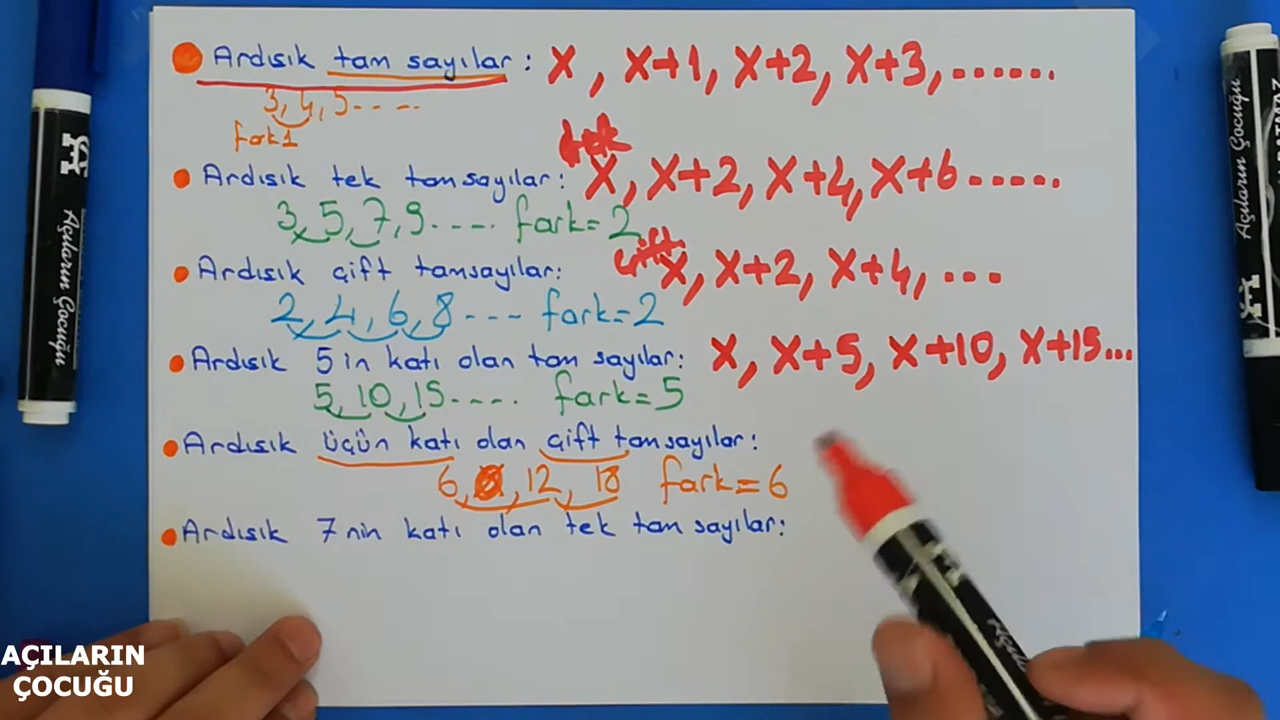 Ardışık tam sayılar: x, x+1, x+2, x+3,......
3, 4, 5-----
fark1
tek
Ardışık tek tamsayılar: x, x+2, x+4, x+6.....
3, 5, 7, 9----. fark=2
çift
Ardışık çift tamsayılar: x, x+2, x+4, ...
2, 4, 6, 8--- fark=2
Ardışık 5 in katı olan tam sayılar: x, x+5, x+10, x+15...
5, 10, 15----. fark=5
Ardışık üçün katı olan çift tamsayılar:
6, 12, 18 fark=6
Ardışık 7 nin katı olan tek tam sayılar:
Açıların Çocuğu
Açıların Çocuğu
AÇILARIN
ÇOCUĞU